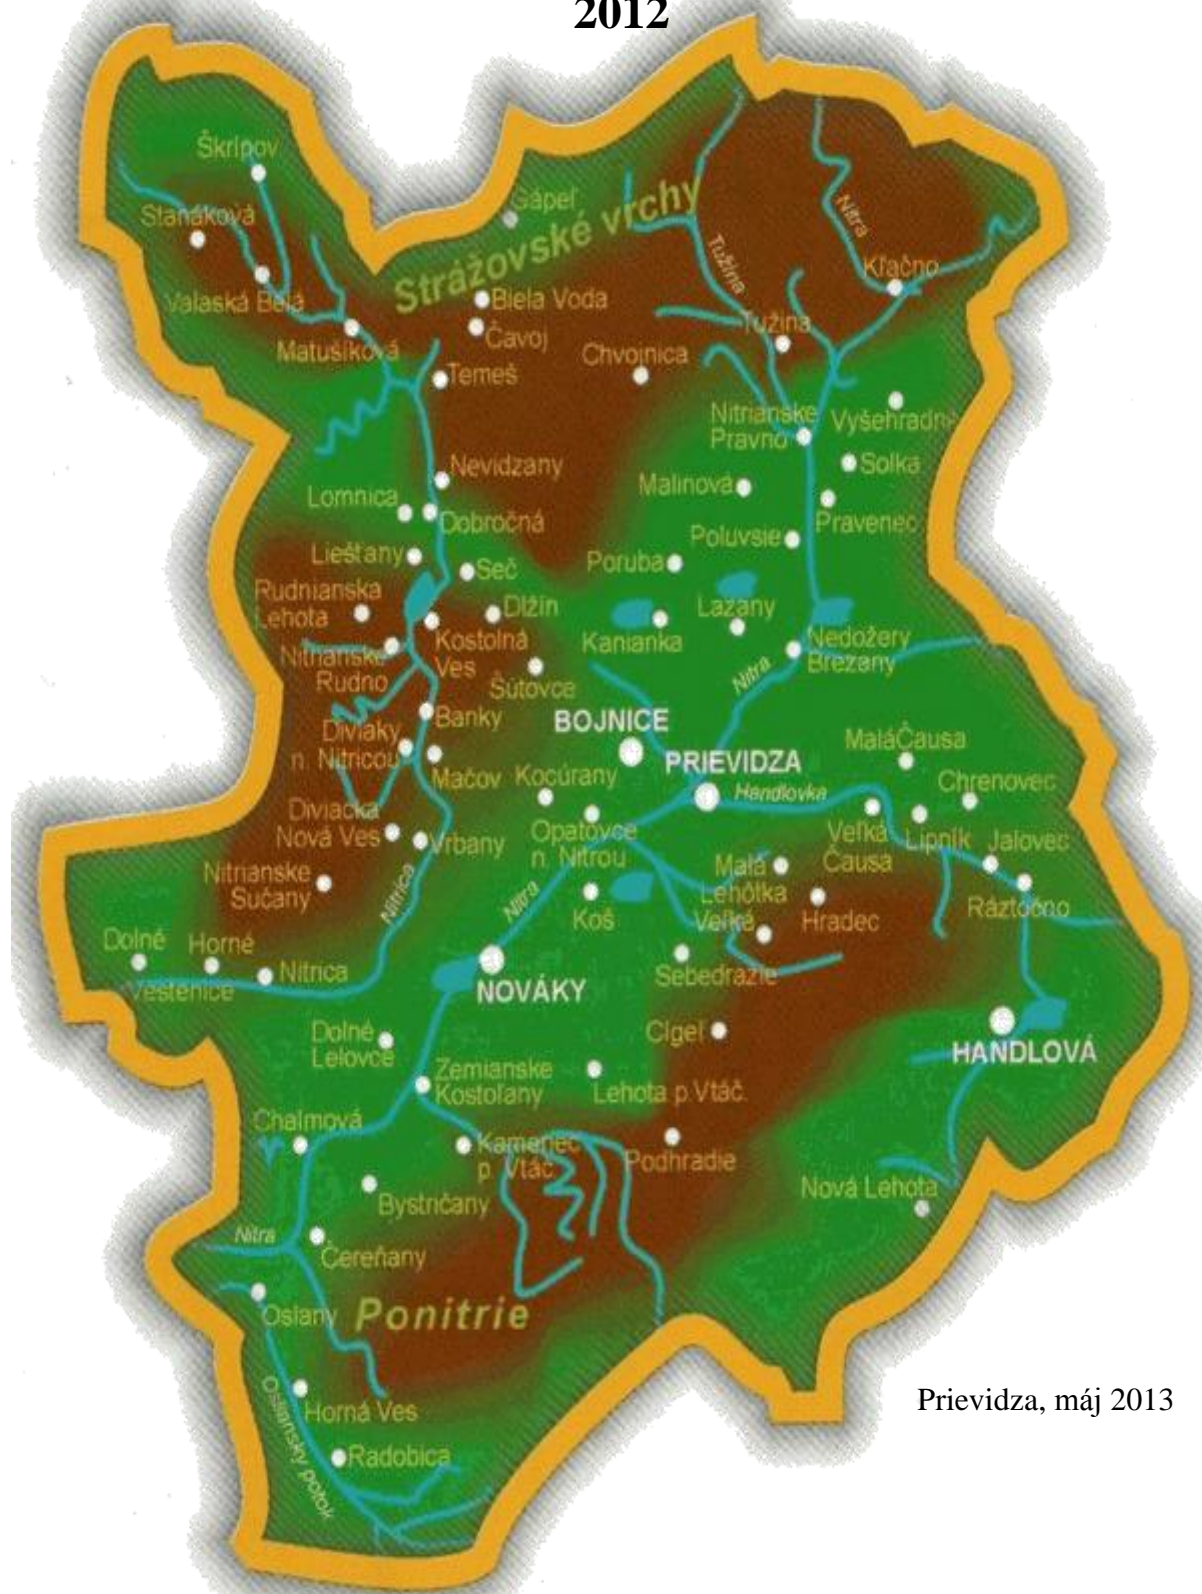 2012
Škrípov
Stanáková
Gápeľ
Strážovské vrchy
Nitra
Tužina
Kľačno
Valaská Belá
Biela Voda
Čavoj
Matušíková
Tužina
Chvojnica
Temeš
Nitrianske
Pravno
Vyšehradné
Nevidzany
Solka
Lomnica
Malinová
Dobročná
Pravenec
Poluvsie
Liešťany
Seč
Poruba
Rudnianska
Lehota
Dlžín
Lazany
Kostolná
Ves
Kanianka
Nedožery
Brezany
Nitrianske
Rudno
Šútovce
Nitra
Banky
BOJNICE
Diviaky
n. Nitricou
PRIEVIDZA
MaláČausa
Mačov
Kocúrany
Handlovka
Chrenovec
Diviacka
Nová Ves
Vrbany
Opatovce
n. Nitrou
Veľká
Čausa
Lipník
Jalovec
Nitrianske
Sučany
Nitrica
Nitra
Koš
Malá
Lehôtka
Veľká
Hradec
Ráztočno
Dolné
Horné
Vestenice
Nitrica
Sebedražie
NOVÁKY
Dolné
Lelovce
Cigeľ
HANDLOVÁ
Zemianske
Kostoľany
Lehota p.Vtáč.
Chalmová
Kamenec
p. Vtáč.
Podhradie
Bystričany
Nová Lehota
Nitra
Čereňany
Oslany
Ponitrie
Prievidza, máj 2013
Horná Ves
Osliansky potok
Radobica